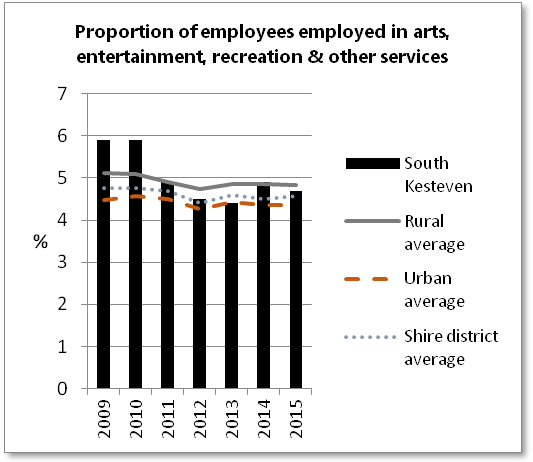 Proportion of employees employed in arts,
entertainment, recreation & other services
7
6
5
4
3
2
1
0
%
2009
2010
2011
2012
2013
2014
2015
South
Kesteven
Rural
average
Urban
average
Shire district
average